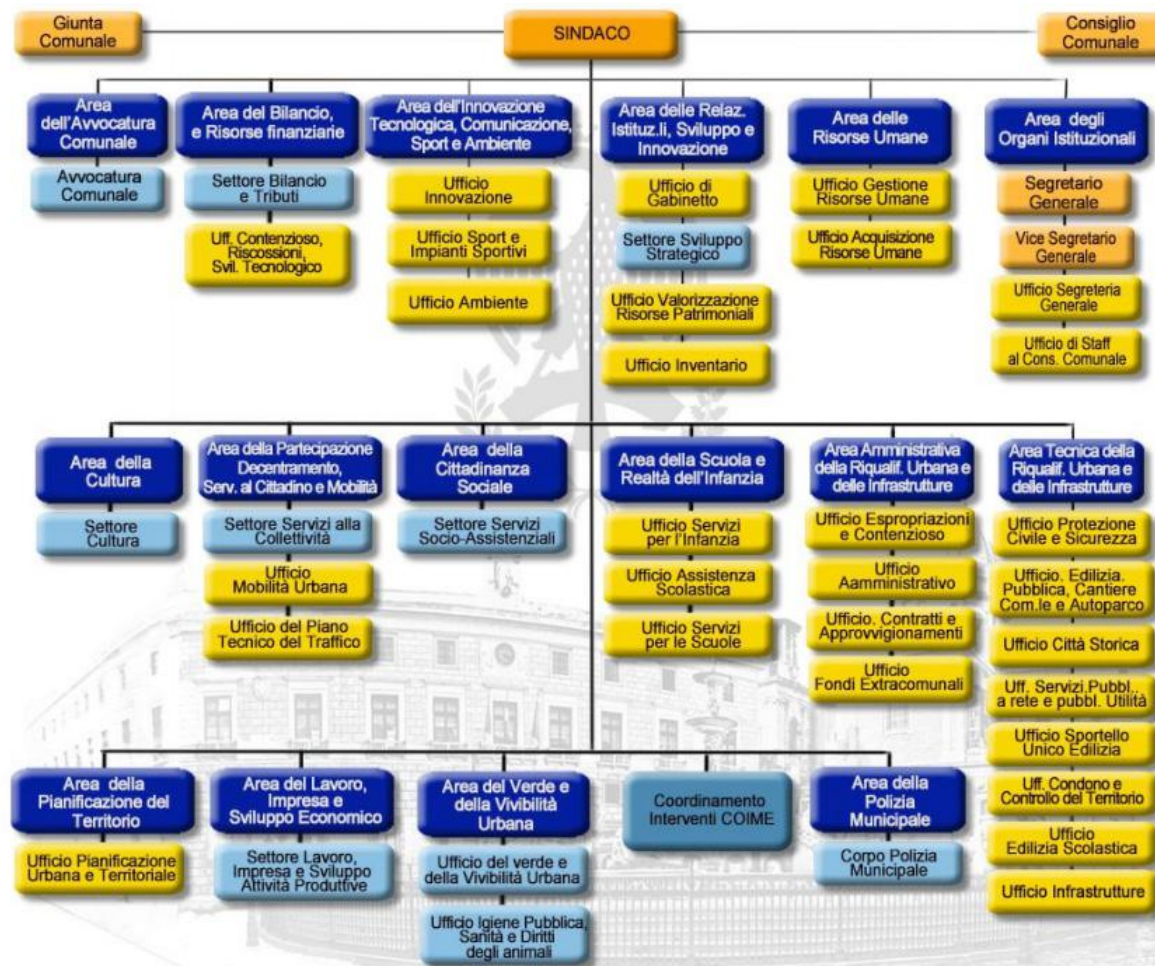 Giunta
Comunale
SINDACO
Consiglio
Comunale
Area
dell'Avvocatura
Comunale
Avvocatura
Comunale
Area del Bilancio,
e Risorse finanziarie
Settore Bilancio
e Tributi
Uff. Contenzioso,
Riscossioni,
Svil. Tecnologico
Area dell'Innovazione
Tecnologica, Comunicazione,
Sport e Ambiente
Ufficio
Innovazione
Ufficio Sport e
Impianti Sportivi
Ufficio Ambiente
Area delle Relaz.
Istituz.li, Sviluppo e
Innovazione
Ufficio di
Gabinetto
Settore Sviluppo
Strategico
Ufficio Valorizzazione
Risorse Patrimoniali
Ufficio Inventario
Area delle
Risorse Umane
Ufficio Gestione
Risorse Umane
Ufficio Acquisizione
Risorse Umane
Area degli
Organi Istituzionali
Segretario
Generale
Vice Segretario
Generale
Ufficio Segreteria
Generale
Ufficio di Staff
al Cons. Comunale
Area della
Cultura
Settore
Cultura
Area della Partecipazione
Decentramento,
Serv. al Cittadino e Mobilità
Settore Servizi alla
Collettività
Ufficio
Mobilità Urbana
Ufficio del Piano
Tecnico del Traffico
Area della
Cittadinanza
Sociale
Settore Servizi
Socio-Assistenziali
Area della Scuola e
Realtà dell'Infanzia
Ufficio Servizi
per l'Infanzia
Ufficio Assistenza
Scolastica
Ufficio Servizi
per le Scuole
Area Amministrativa
della Riqualif. Urbana e
delle Infrastrutture
Ufficio Espropriazioni
e Contenzioso
Ufficio
Aamministrativo
Ufficio. Contratti e
Approvvigionamenti
Ufficio
Fondi Extracomunali
Area Tecnica della
Riqualif. Urbana e
delle Infrastrutture
Ufficio Protezione
Civile e Sicurezza
Ufficio. Edilizia.
Pubblica, Cantiere
Com.le e Autoparco
Ufficio Città Storica
Uff. Servizi.Pubbl..
a rete e pubbl. Utilità
Ufficio Sportello
Unico Edilizia
Uff. Condono e
Controllo del Territorio
Ufficio
Edilizia Scolastica
Ufficio Infrastrutture
Area della
Pianificazione del
Territorio
Ufficio Pianificazione
Urbana e Territoriale
Area del Lavoro,
Impresa e
Sviluppo Economico
Settore Lavoro,
Impresa e Sviluppo
Attività Produttive
Area del Verde e
della Vivibilità
Urbana
Ufficio del verde e
della Vivibilità Urbana
Ufficio Igiene Pubblica,
Sanità e Diritti
degli animali
Coordinamento
Interventi COIME
Area della
Polizia
Municipale
Corpo Polizia
Municipale